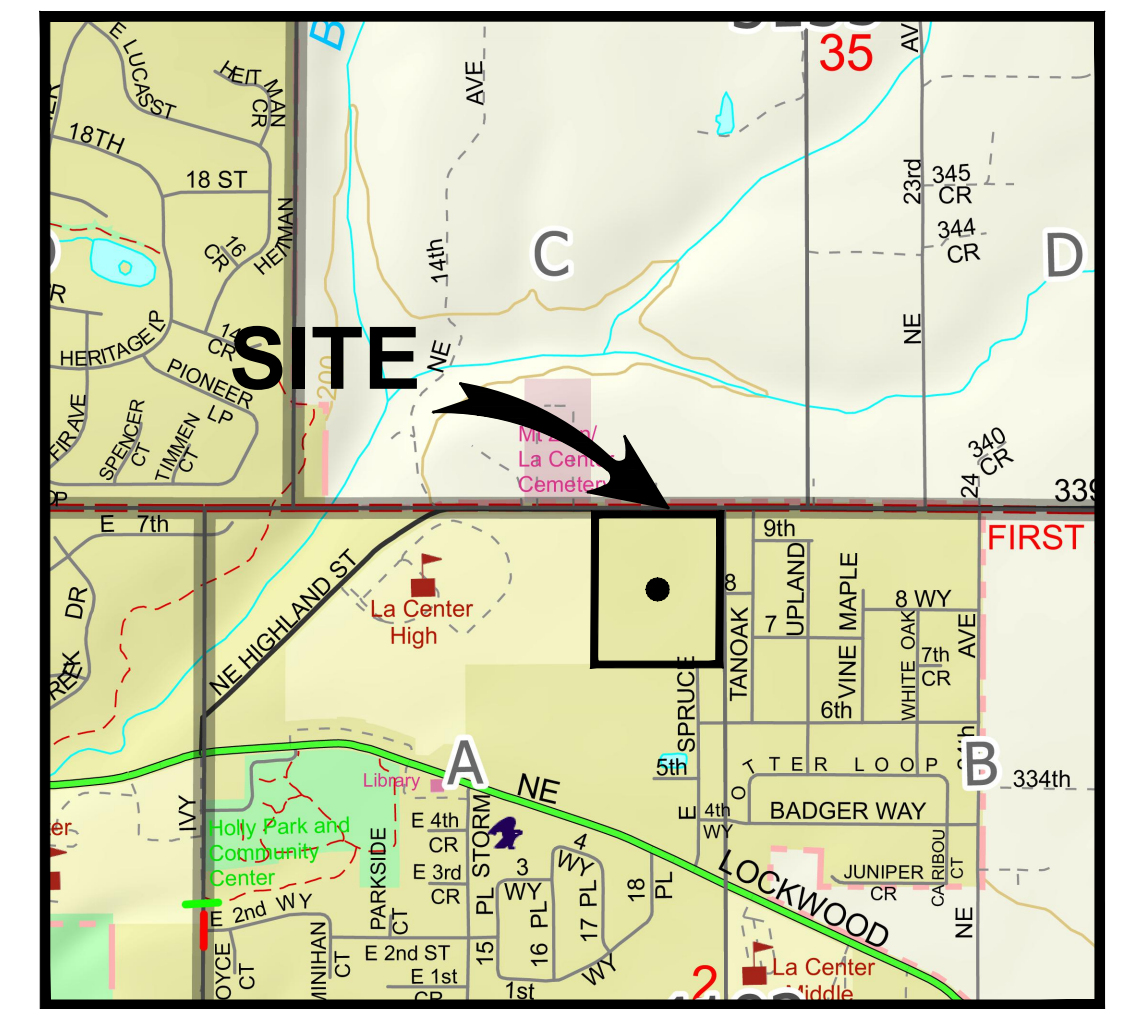 35
AVE
AV
B
E LUCAS ST
HEITMAN
CR
18TH
18 ST
345
CR
23rd
344
CR
16
CR
HEITMAN
14th
C
D
HERITAGE LP
14
CR
SITE
NE
NE
PIONEER
LP
200
FIR AVE
SPENCER
CT
TIMMEN
CT
Mt Zion/
La Center
Cemetery
340
CR
24
339
E 7th
9th
FIRST
DR
NE HIGHLAND ST
La Center
High
8
UPLAND
MAPLE
8 WY
TANOAK
7
VINE
WHITE OAK
7th
CR
AVE
SPRUCE
6th
A
B
5th
OTTER LOOP
334th
Library
NE
IVY
E
4th
WY
BADGER WAY
Holly Park and
Community
Center
PARKSIDE
CT
E 4th
CR
STORM
E 3rd
CR
PL
3
WY
4
WY
18
PL
LOCKWOOD
JUNIPER
CR
CARIBOU
CT
E 2nd WY
15
16 PL
17 PL
NE
E 2nd ST
CT
CT
E 1st
CR
1st
WY
2
La Center
Middle